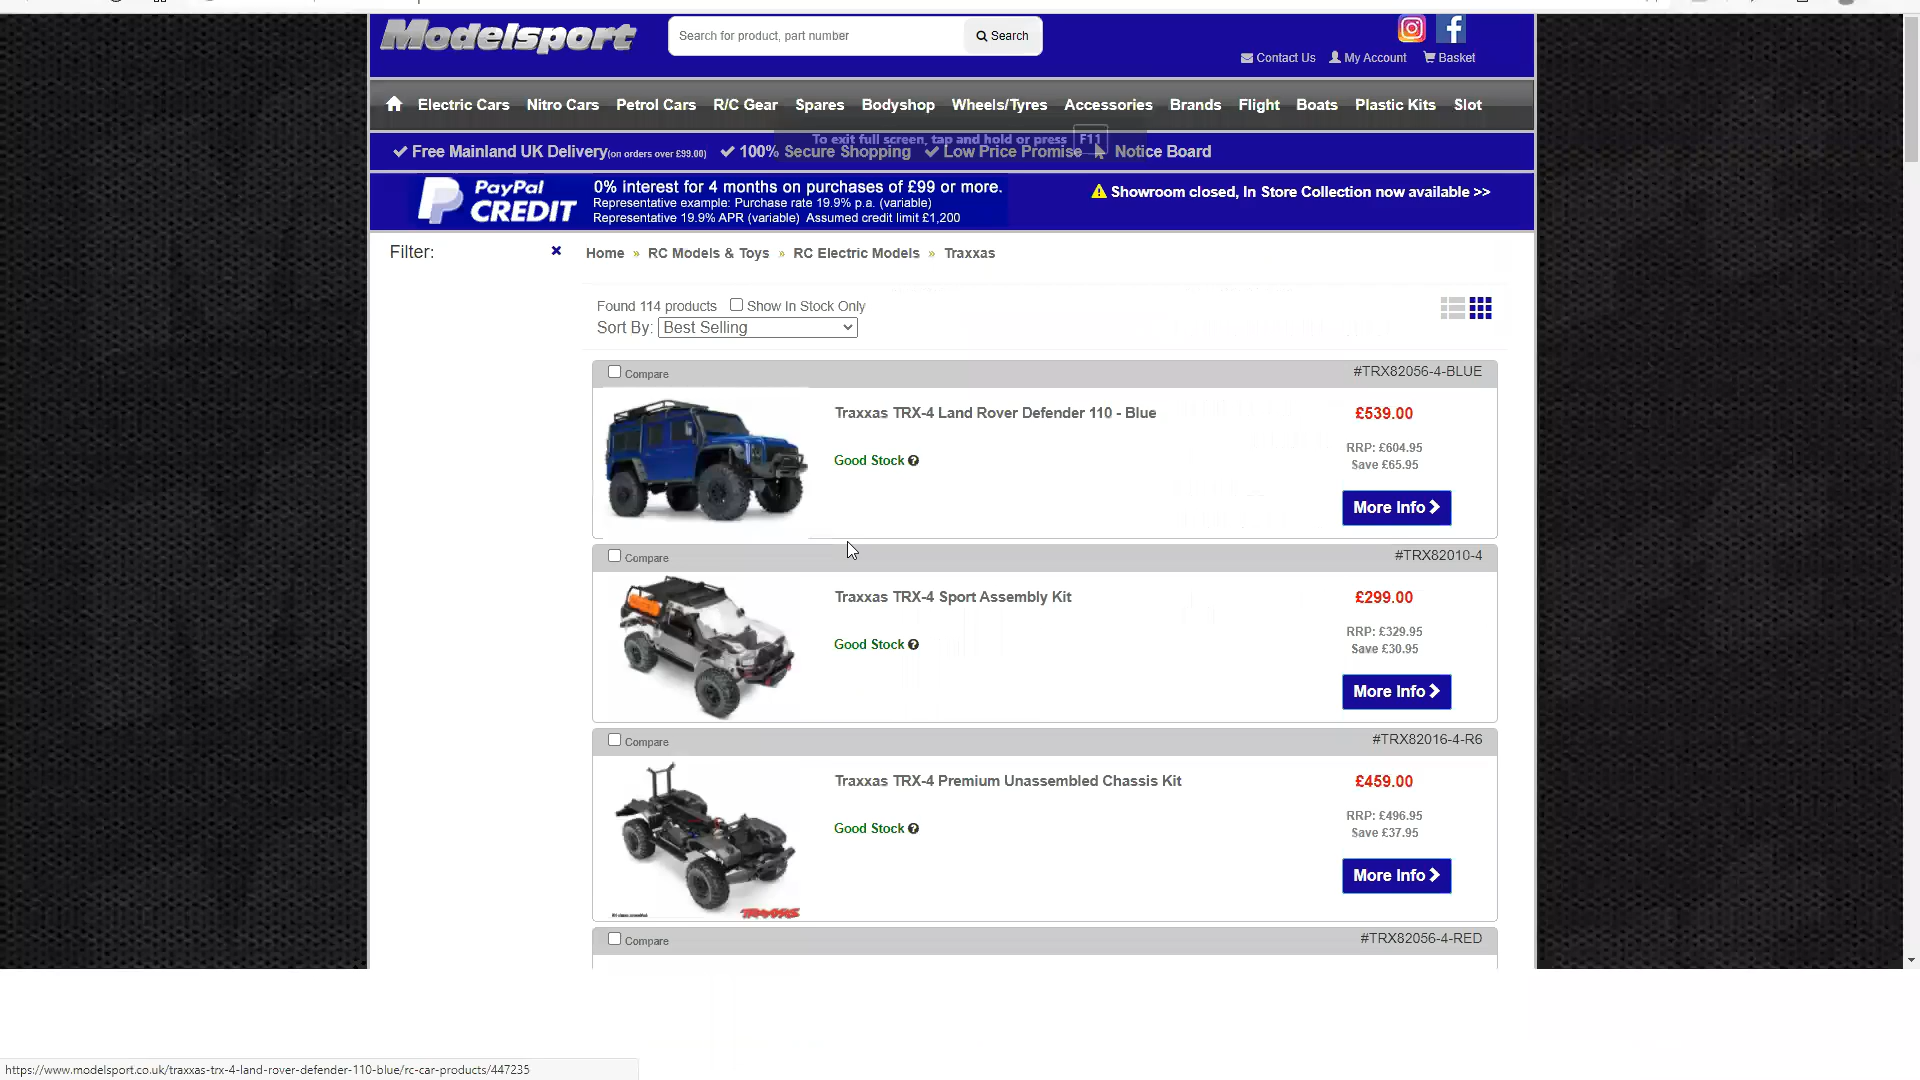 Modelsport
Search for product, part number
Search
Contact Us My Account Basket
Electric Cars Nitro Cars Petrol Cars R/C Gear Spares Bodyshop Wheels/Tyres Accessories Brands Flight Boats Plastic Kits Slot
To exit full screen, tap and hold or press F11
Free Mainland UK Delivery(on orders over £99.00) 100% Secure Shopping Low Price Promise Notice Board
PayPal
CREDIT
0% interest for 4 months on purchases of £99 or more.
Representative example: Purchase rate 19.9% p.a. (variable)
Representative 19.9% APR (variable) Assumed credit limit £1,200
Showroom closed, In Store Collection now available >>
Filter:
Home » RC Models & Toys » RC Electric Models » Traxxas
Found 114 products Show In Stock Only
Sort By: Best Selling
Compare #TRX82056-4-BLUE
Traxxas TRX-4 Land Rover Defender 110 - Blue
£539.00
RRP: £604.95
Save £65.95
Good Stock
More Info
Compare #TRX82010-4
Traxxas TRX-4 Sport Assembly Kit
£299.00
RRP: £329.95
Save £30.95
Good Stock
More Info
Compare #TRX82016-4-R6
Traxxas TRX-4 Premium Unassembled Chassis Kit
£459.00
RRP: £496.95
Save £37.95
Good Stock
More Info
TRAXXAS
Compare #TRX82056-4-RED
https://www.modelsport.co.uk/traxxas-trx-4-land-rover-defender-110-blue/rc-car-products/447235